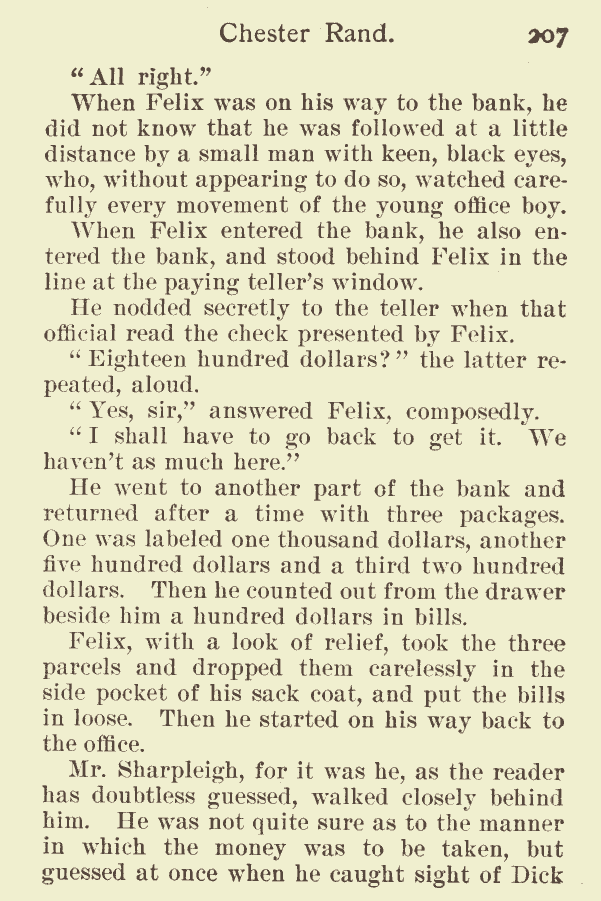 Chester Rand. 207
“All right.”
When Felix was on his way to the bank, he
did not know that he was followed at a little
distance by a small man with keen, black eyes,
who, without appearing to do so, watched care-
fully every movement of the young office boy.
When Felix entered the bank, he also en-
tered the bank, and stood behind Felix in the
line at the paying teller’s window.
He nodded secretly to the teller when that
official read the check presented by Felix.
“Eighteen hundred dollars?” the latter re-
peated, aloud.
“Yes, sir,” answered Felix, composedly.
“I shall have to go back to get it. We
haven’t as much here.”
He went to another part of the bank and
returned after a time with three packages.
One was labeled one thousand dollars, another
five hundred dollars and a third two hundred
dollars. Then he counted out from the drawer
beside him a hundred dollars in bills.
Felix, with a look of relief, took the three
parcels and dropped them carelessly in the
side pocket of his sack coat, and put the bills
in loose. Then he started on his way back to
the office.
Mr. Sharpleigh, for it was he, as the reader
has doubtless guessed, walked closely behind
him. He was not quite sure as to the manner
in which the money was to be taken, but
guessed at once when he caught sight of Dick